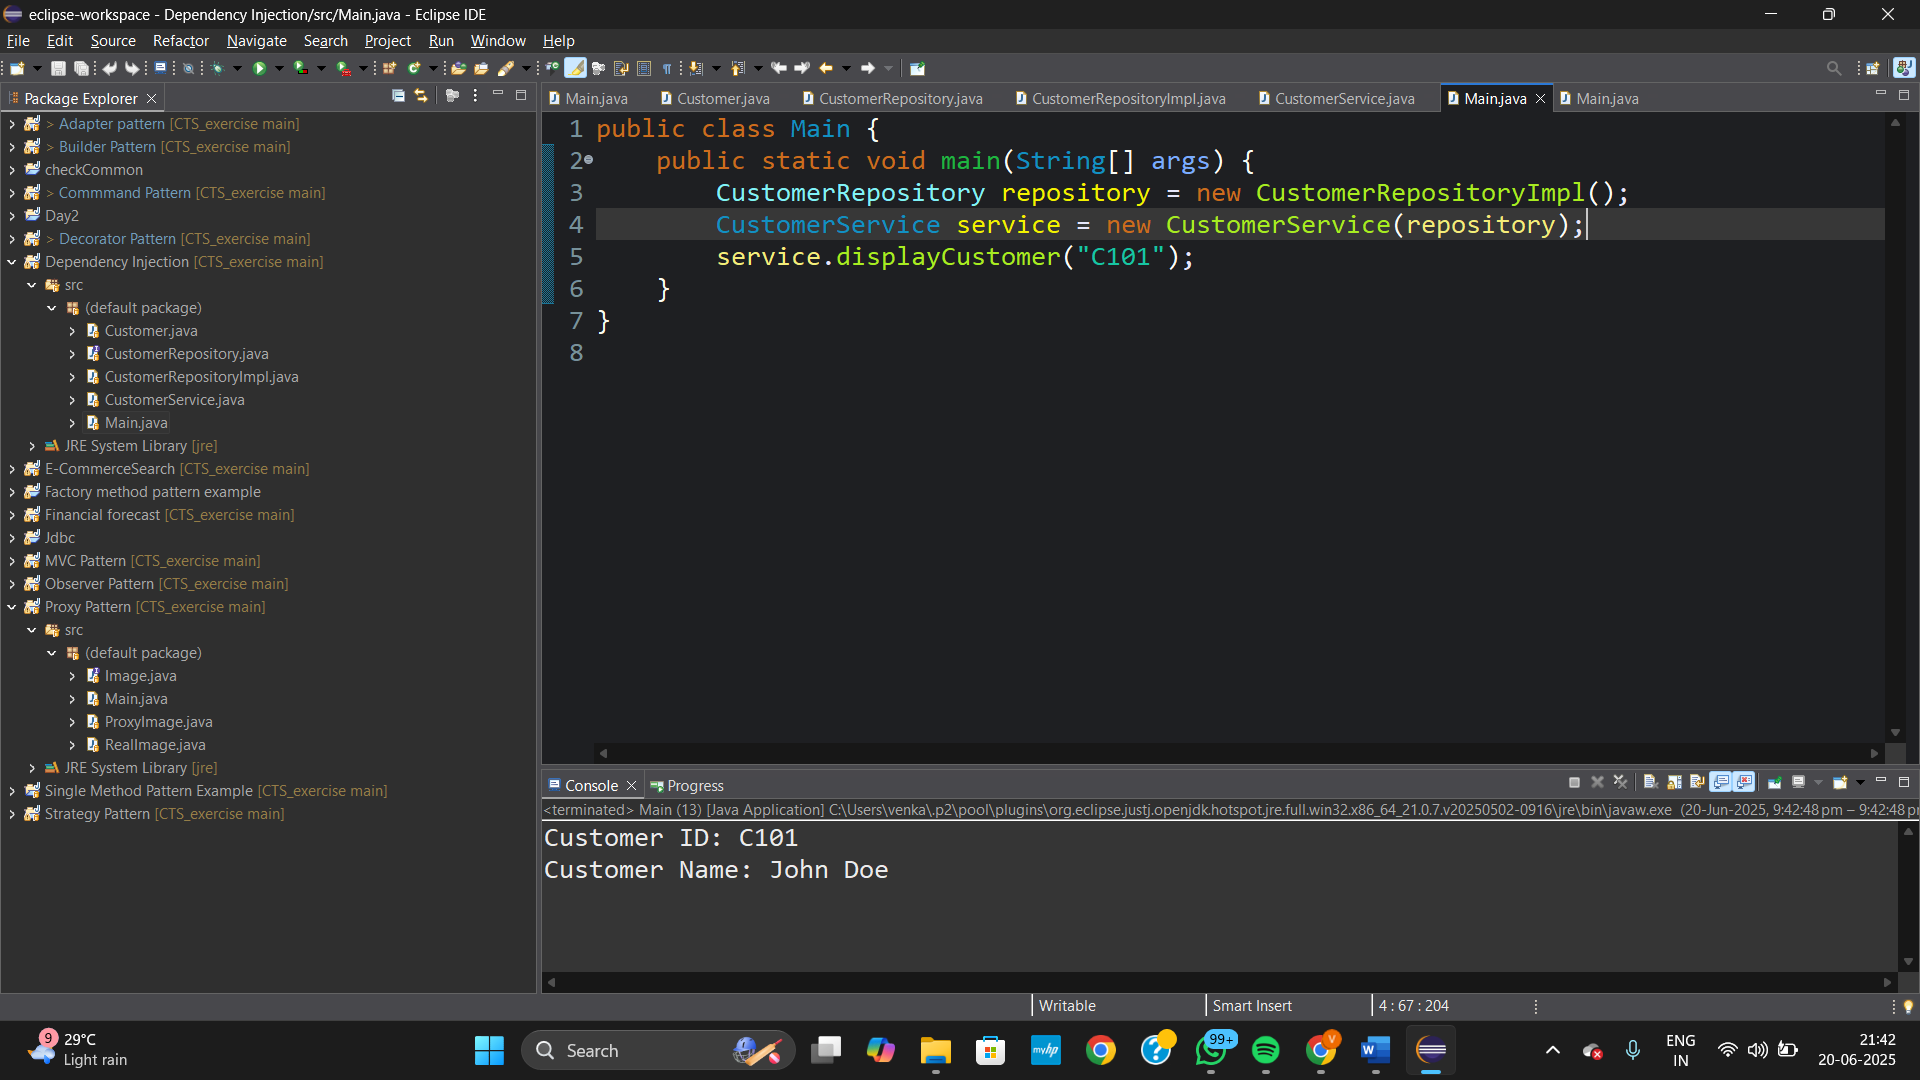 eclipse-workspace - Dependency Injection/src/Main.java - Eclipse IDE
File Edit Source Refactor Navigate Search Project Run Window Help
Package Explorer
> Adapter pattern [CTS_exercise main]
> Builder Pattern [CTS_exercise main]
checkCommon
> Commmand Pattern [CTS_exercise main]
Day2
> Decorator Pattern [CTS_exercise main]
Dependency Injection [CTS_exercise main]
src
(default package)
Customer.java
CustomerRepository.java
CustomerRepositoryImpl.java
CustomerService.java
Main.java
JRE System Library [jre]
E-CommerceSearch [CTS_exercise main]
Factory method pattern example
Financial forecast [CTS_exercise main]
Jdbc
MVC Pattern [CTS_exercise main]
Observer Pattern [CTS_exercise main]
Proxy Pattern [CTS_exercise main]
src
(default package)
Image.java
Main.java
ProxyImage.java
RealImage.java
JRE System Library [jre]
Single Method Pattern Example [CTS_exercise main]
Strategy Pattern [CTS_exercise main]
Main.java Customer.java CustomerRepository.java CustomerRepositoryImpl.java CustomerService.java Main.java Main.java
1 public class Main {
2 public static void main(String[] args) {
3 CustomerRepository repository = new CustomerRepositoryImpl();
4 CustomerService service = new CustomerService(repository);
5 service.displayCustomer("C101");
6 }
7 }
8
Console Progress
<terminated> Main (13) [Java Application] C:\Users\venka\.p2\pool\plugins\org.eclipse.justj.openjdk.hotspot.jre.full.win32.x86_64_21.0.7.v20250502-0916\jre\bin\javaw.exe (20-Jun-2025, 9:42:48 pm – 9:42:48 p
Customer ID: C101
Customer Name: John Doe
Writable Smart Insert 4 : 67 : 204
9
29°C
Light rain
Search
myhp
99+
V
W
ENG
IN
21:42
20-06-2025